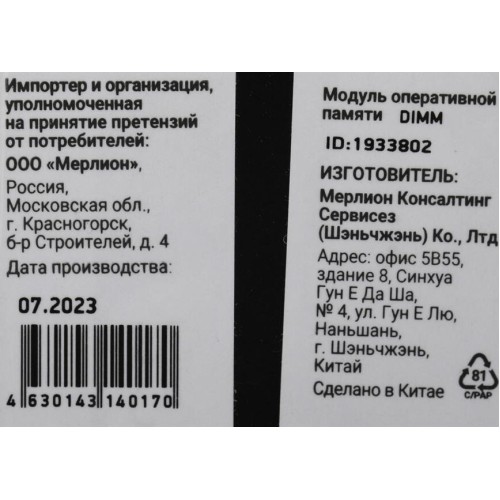 Импортер и организация,
уполномоченная
на принятие претензий
от потребителей:
ООО «Мерлион»,
Россия,
Московская обл.,
г. Красногорск,
б-р Строителей, д. 4
Дата производства:
07.2023
4 630143 140170
Модуль оперативной
памяти DIMM
ID:1933802
ИЗГОТОВИТЕЛЬ:
Мерлион Консалтинг
Сервисез
(Шэньчжэнь) Ко., Лтд
Адрес: офис 5В55,
здание 8, Синхуа
Гун Е Да Ша,
№ 4, ул. Гун Е Лю,
Наньшань,
г. Шэньчжэнь,
Китай
Сделано в Китае
81
C/PAP